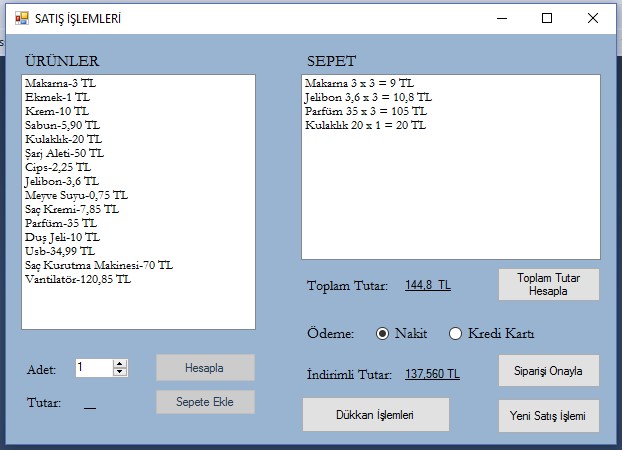 SATIŞ İŞLEMLERİ
ÜRÜNLER
Makarna-3 TL
Ekmek-1 TL
Krem-10 TL
Sabun-5,90 TL
Kulaklık-20 TL
Şarj Aleti-50 TL
Cips-2,25 TL
Jelibon-3,6 TL
Meyve Suyu-0,75 TL
Saç Kremi-7,85 TL
Parfüm-35 TL
Duş Jeli-10 TL
Usb-34,99 TL
Saç Kurutma Makinesi-70 TL
Vantilatör-120,85 TL
Adet: 1 Hesapla
Tutar: __ Sepete Ekle
SEPET
Makarna 3 x 3 = 9 TL
Jelibon 3,6 x 3 = 10,8 TL
Parfüm 35 x 3 = 105 TL
Kulaklık 20 x 1 = 20 TL
Toplam Tutar: 144,8 TL
Toplam Tutar
Hesapla
Ödeme: Nakit Kredi Kartı
İndirimli Tutar: 137,560 TL Siparişi Onayla
Dükkan İşlemleri Yeni Satış İşlemi